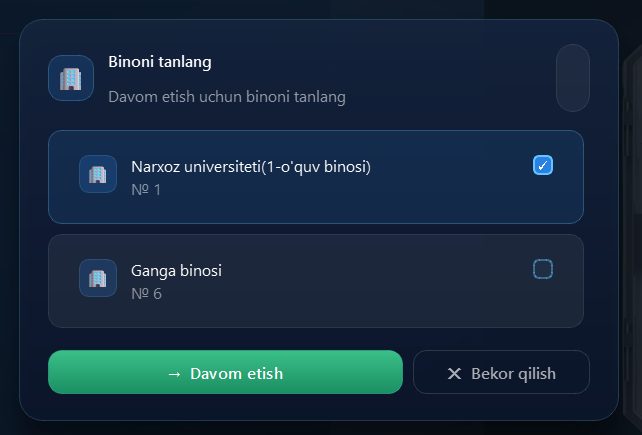 Binoni tanlang
Davom etish uchun binoni tanlang
Narxoz universiteti(1-o'quv binosi)
№ 1
Ganga binosi
№ 6
→ Davom etish
✕ Bekor qilish